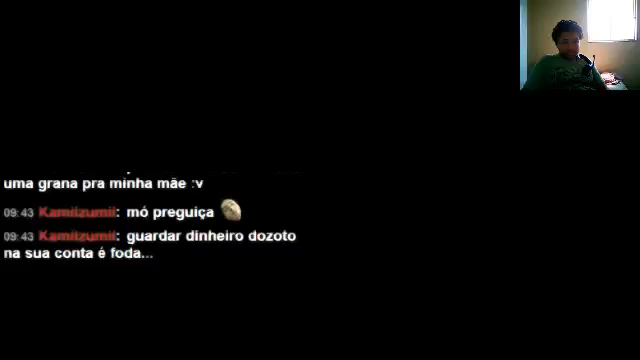 uma grana pra minha mãe :v
09:43 Kamiizumii: mó preguiça
09:43 Kamiizumii: guardar dinheiro dozoto
na sua conta é foda...